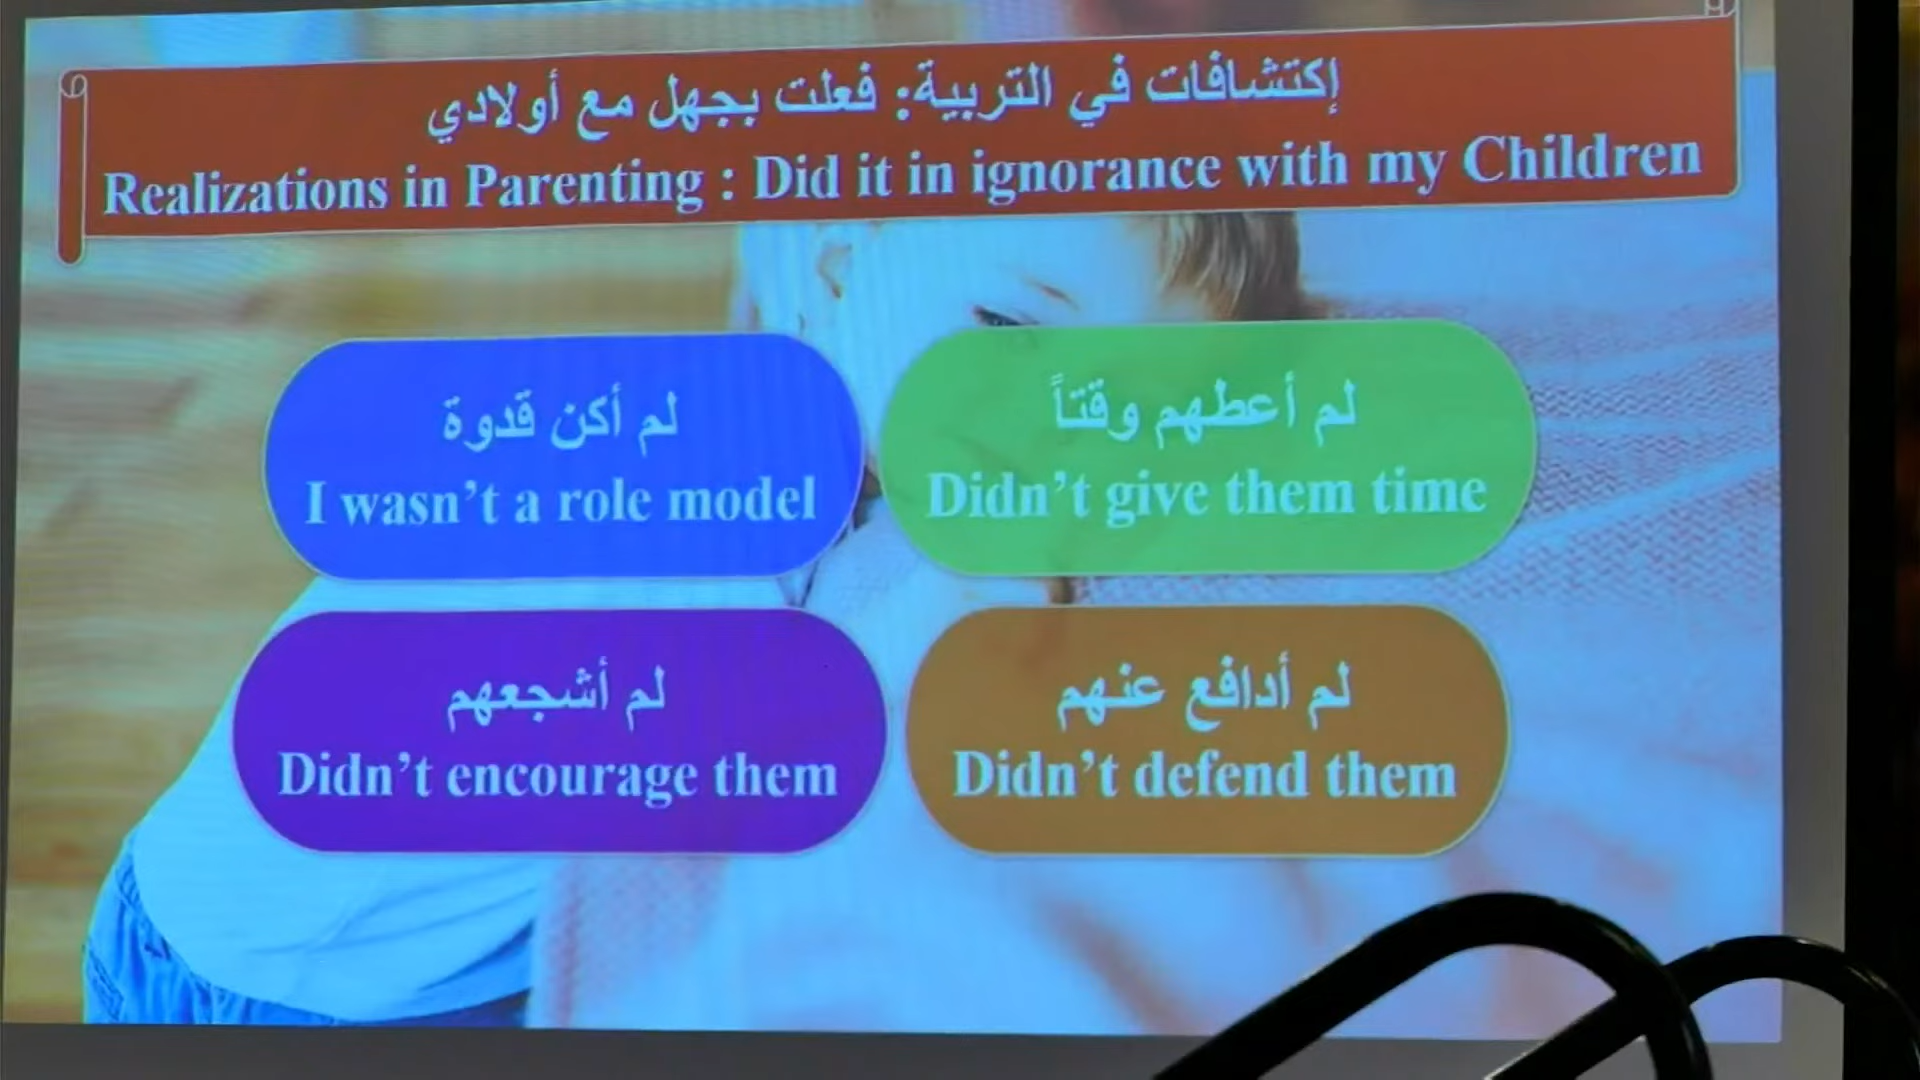 إكتشافات في التربية: فعلت بجهل مع أولادي
Realizations in Parenting : Did it in ignorance with my Children
لم أكن قدوة
I wasn't a role model
لم أعطهم وقتاً
Didn't give them time
لم أشجعهم
Didn't encourage them
لم أدافع عنهم
Didn't defend them